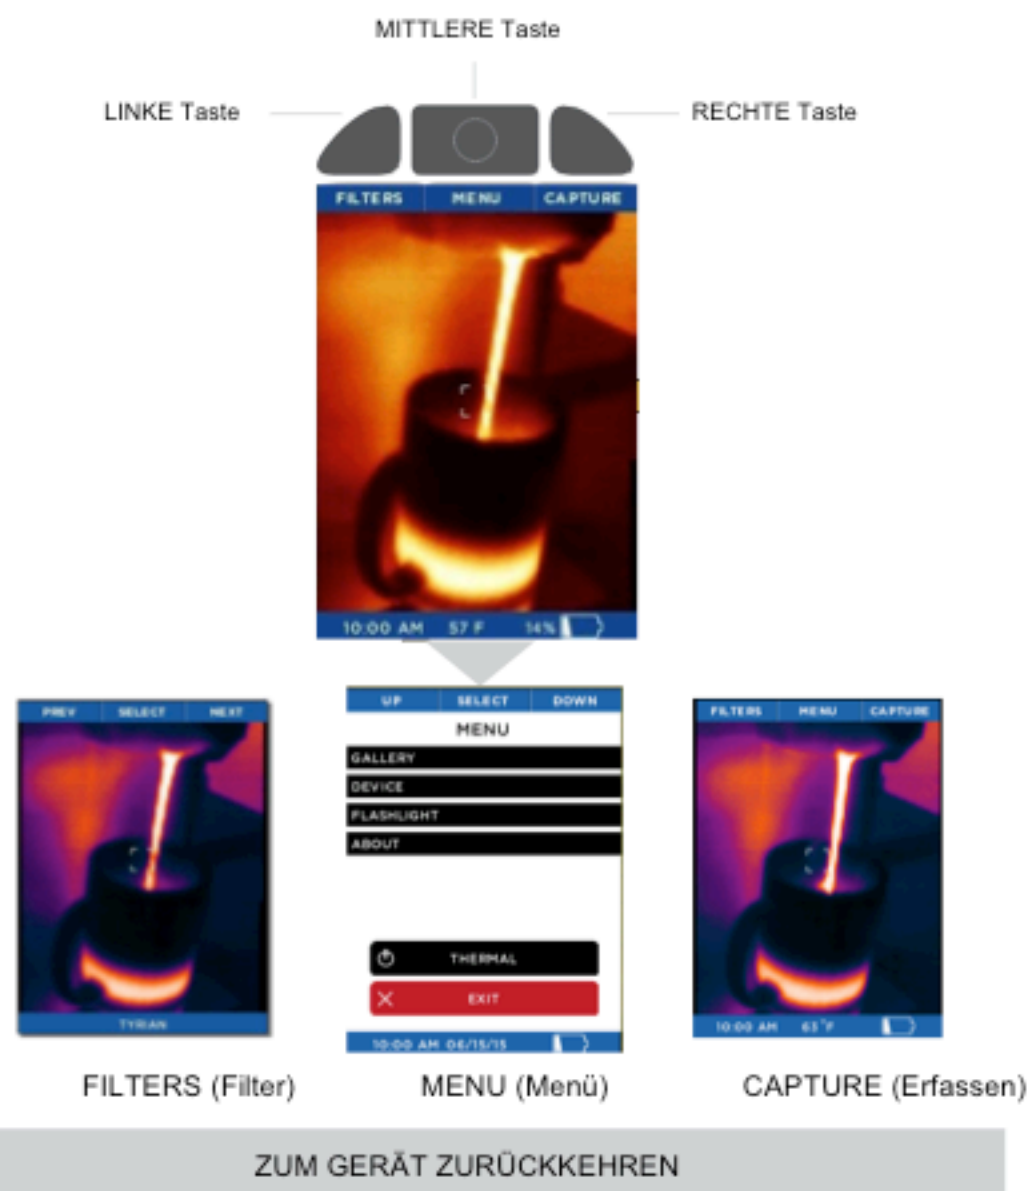 MITTLERE Taste
LINKE Taste
RECHTE Taste
FILTERS MENU CAPTURE
10:00 AM 57 F 14%
PREV SELECT NEXT
TYRIAN
UP SELECT DOWN
MENU
GALLERY
DEVICE
FLASHLIGHT
ABOUT
THERMAL
EXIT
10:00 AM 06/15/15
FILTERS MENU CAPTURE
10:00 AM 63 °F
FILTERS (Filter)
MENU (Menü)
CAPTURE (Erfassen)
ZUM GERÄT ZURÜCKKEHREN